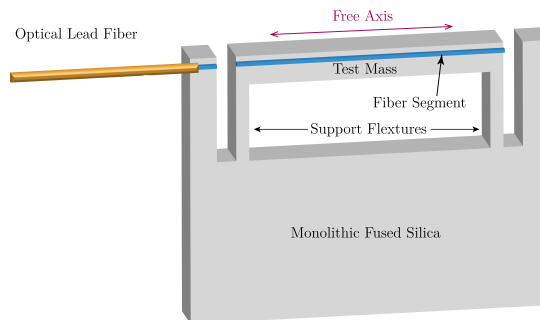 Free Axis
Optical Lead Fiber
Test Mass
Fiber Segment
Support Flextures
Monolithic Fused Silica